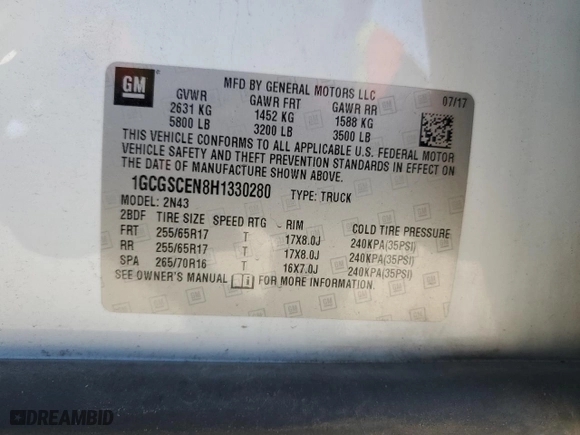 GM
MFD BY GENERAL MOTORS LLC
07/17
GVWR GAWR FRT GAWR RR
2631 KG 1452 KG 1588 KG
5800 LB 3200 LB 3500 LB
THIS VEHICLE CONFORMS TO ALL APPLICABLE U.S. FEDERAL MOTOR
VEHICLE SAFETY AND THEFT PREVENTION STANDARDS IN EFFECT ON
THE DATE OF MANUFACTURE SHOWN ABOVE.
1GCGSCEN8H1330280 TYPE: TRUCK
MODEL: 2N43
2BDF TIRE SIZE SPEED RTG RIM COLD TIRE PRESSURE
FRT 255/65R17 T 17X8.0J 240KPA(35PSI)
RR 255/65R17 T 17X8.0J 240KPA(35PSI)
SPA 265/70R16 T 16X7.0J 240KPA(35PSI)
SEE OWNER'S MANUAL FOR MORE INFORMATION.
DREAMBID